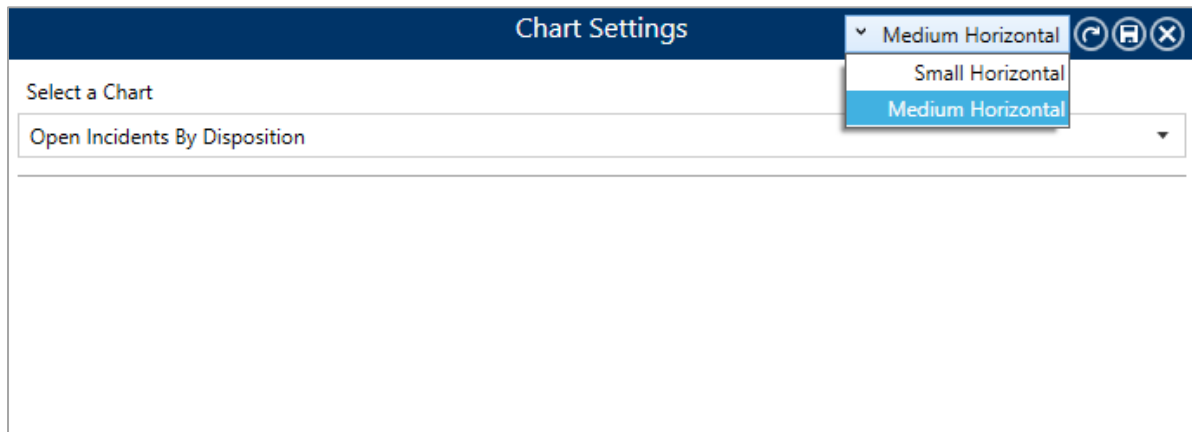 Chart Settings
Medium Horizontal
Small Horizontal
Medium Horizontal
Select a Chart
Open Incidents By Disposition